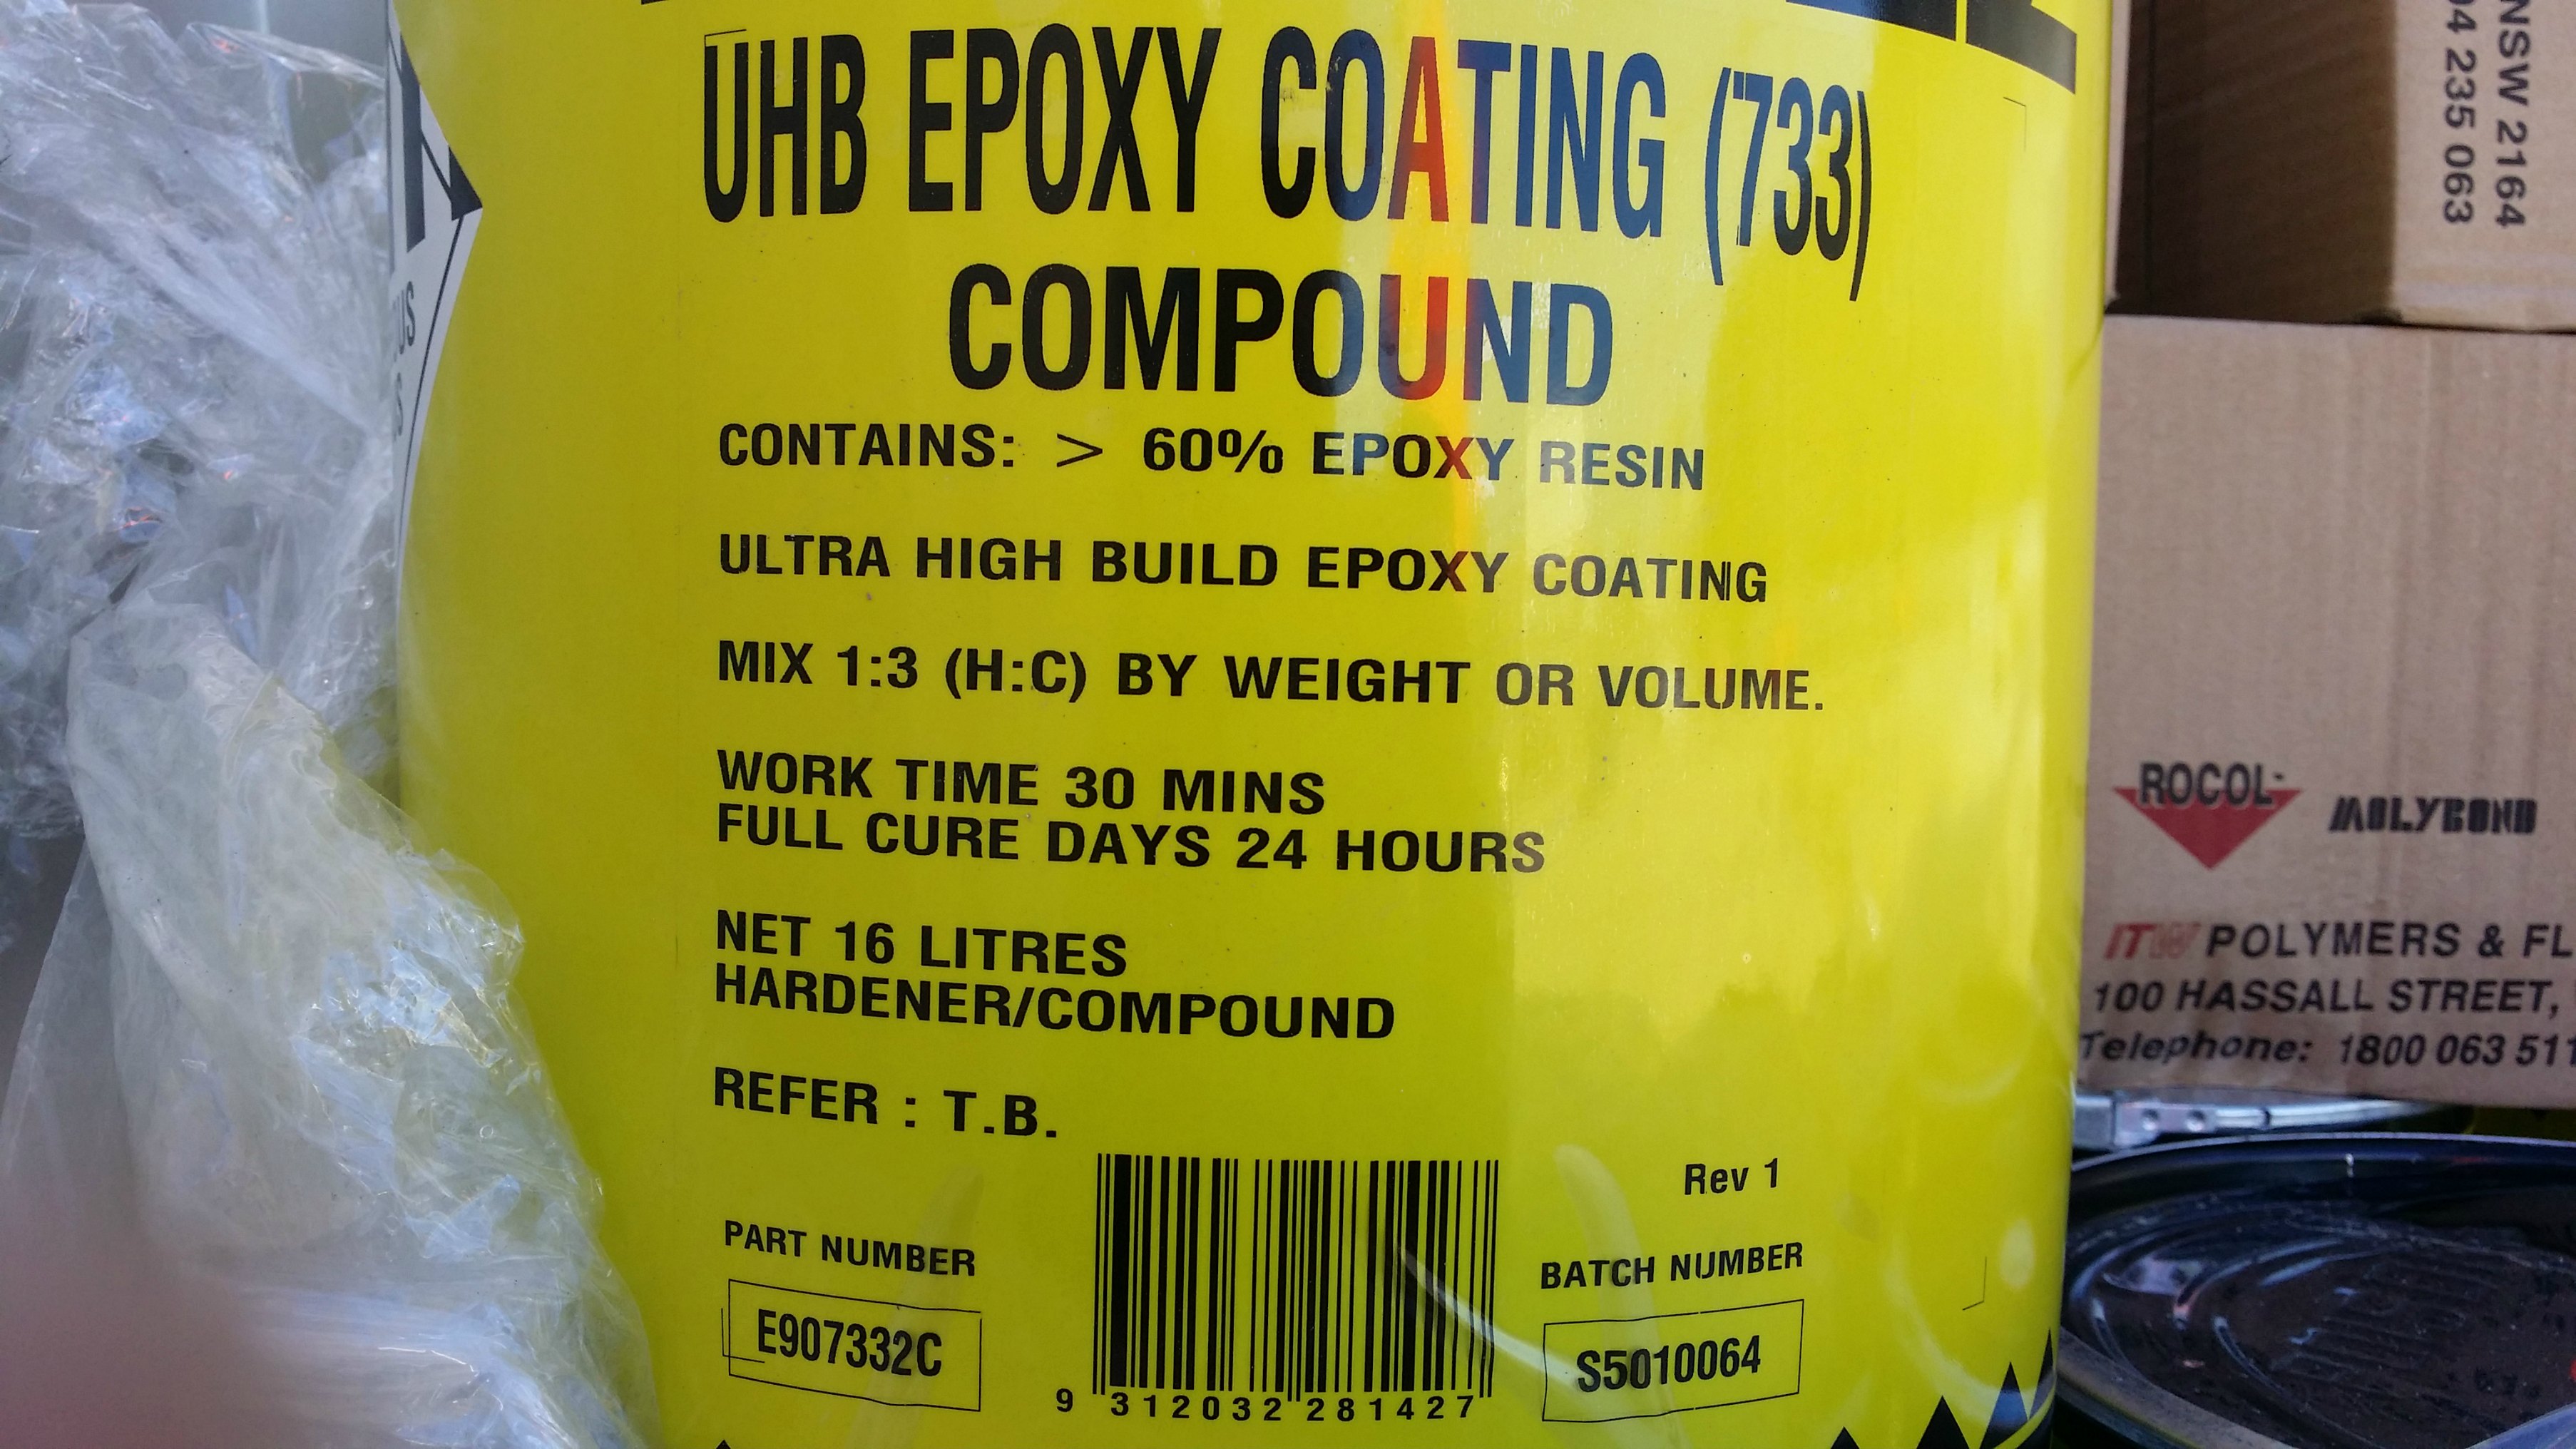 UHB EPOXY COATING (733)
COMPOUND
CONTAINS: > 60% EPOXY RESIN
ULTRA HIGH BUILD EPOXY COATING
MIX 1:3 (H:C) BY WEIGHT OR VOLUME.
WORK TIME 30 MINS
FULL CURE DAYS 24 HOURS
NET 16 LITRES
HARDENER/COMPOUND
REFER : T.B.
Rev 1
PART NUMBER
E907332C
9 312032 281427
BATCH NUMBER
S5010064
NSW 2164
04 235 063
ROCOL
MOLYBOND
ITW POLYMERS & FL
100 HASSALL STREET,
Telephone: 1800 063 511